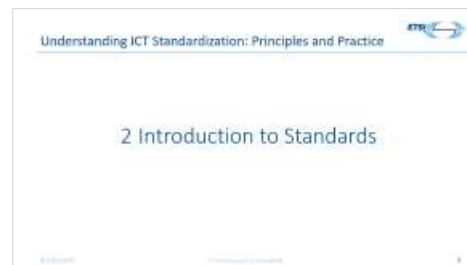 Understanding ICT Standardization: Principles and Practice
ETSI
2 Introduction to Standards